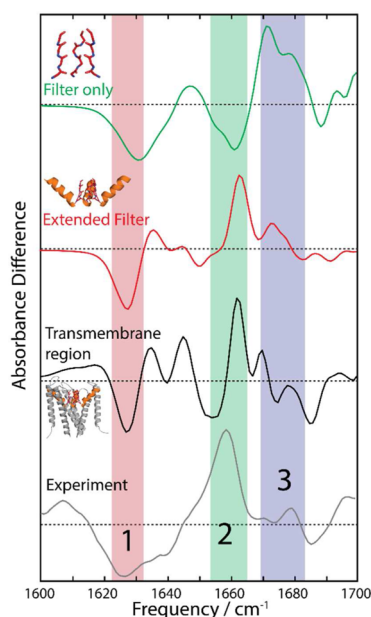 Filter only
Extended Filter
Transmembrane
region
Experiment
1
2
3
Absorbance Difference
1600
1620
1640
1660
1680
1700
Frequency / cm-1